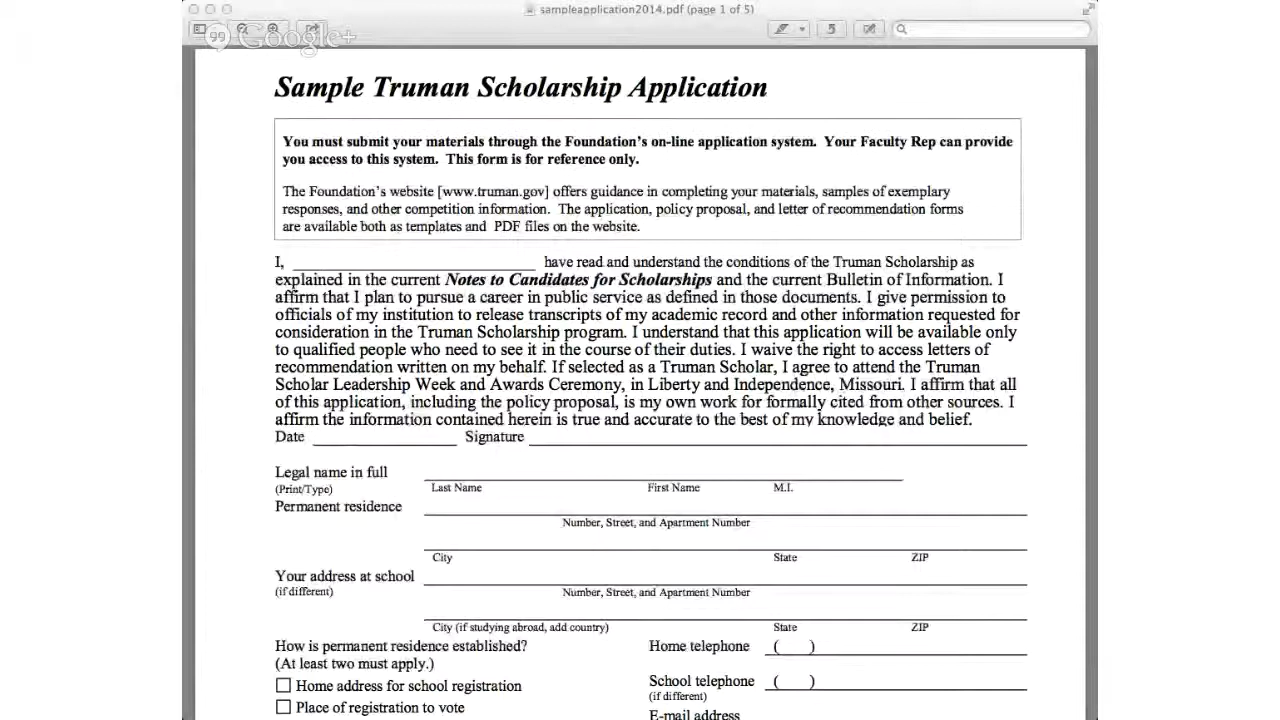 sampleapplication2014.pdf (page 1 of 5)
Google+
Sample Truman Scholarship Application
You must submit your materials through the Foundation's on-line application system. Your Faculty Rep can provide
you access to this system. This form is for reference only.
The Foundation's website [www.truman.gov] offers guidance in completing your materials, samples of exemplary
responses, and other competition information. The application, policy proposal, and letter of recommendation forms
are available both as templates and PDF files on the website.
I, __________ have read and understand the conditions of the Truman Scholarship as
explained in the current Notes to Candidates for Scholarships and the current Bulletin of Information. I
affirm that I plan to pursue a career in public service as defined in those documents. I give permission to
officials of my institution to release transcripts of my academic record and other information requested for
consideration in the Truman Scholarship program. I understand that this application will be available only
to qualified people who need to see it in the course of their duties. I waive the right to access letters of
recommendation written on my behalf. If selected as a Truman Scholar, I agree to attend the Truman
Scholar Leadership Week and Awards Ceremony, in Liberty and Independence, Missouri. I affirm that all
of this application, including the policy proposal, is my own work for formally cited from other sources. I
affirm the information contained herein is true and accurate to the best of my knowledge and belief.
Date __________ Signature __________
Legal name in full
(Print/Type) Last Name First Name M.I.
Permanent residence
Number, Street, and Apartment Number
City State ZIP
Your address at school
(if different) Number, Street, and Apartment Number
City (if studying abroad, add country) State ZIP
How is permanent residence established? Home telephone ( )
(At least two must apply.)
Home address for school registration School telephone ( )
(if different)
Place of registration to vote E-mail address